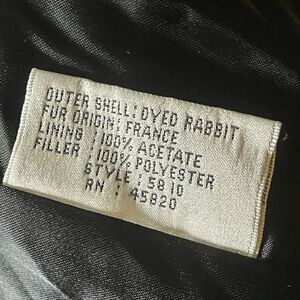 OUTER SHELL: DYED RABBIT
FUR ORIGIN: FRANCE
LINING : 100% ACETATE
FILLER : 100% POLYESTER
STYLE : 5810
RN : 45820